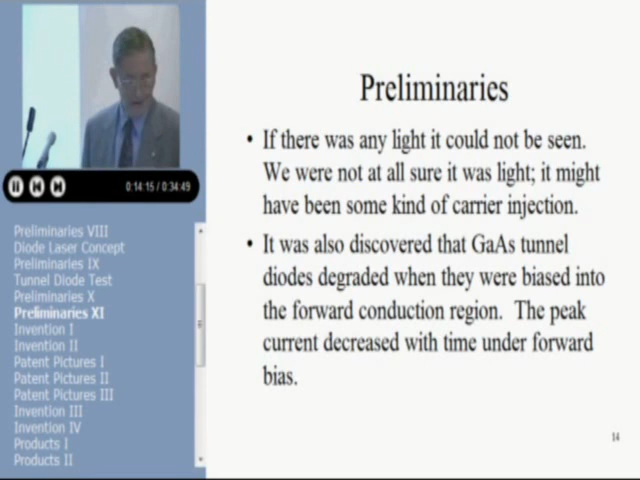 0:14:15 / 0:34:49
Preliminaries VIII
Diode Laser Concept
Preliminaries IX
Tunnel Diode Test
Preliminaries X
Preliminaries XI
Invention I
Invention II
Patent Pictures I
Patent Pictures II
Patent Pictures III
Invention III
Invention IV
Products I
Products II
Preliminaries
• If there was any light it could not be seen.
We were not at all sure it was light; it might
have been some kind of carrier injection.
• It was also discovered that GaAs tunnel
diodes degraded when they were biased into
the forward conduction region. The peak
current decreased with time under forward
bias.
14